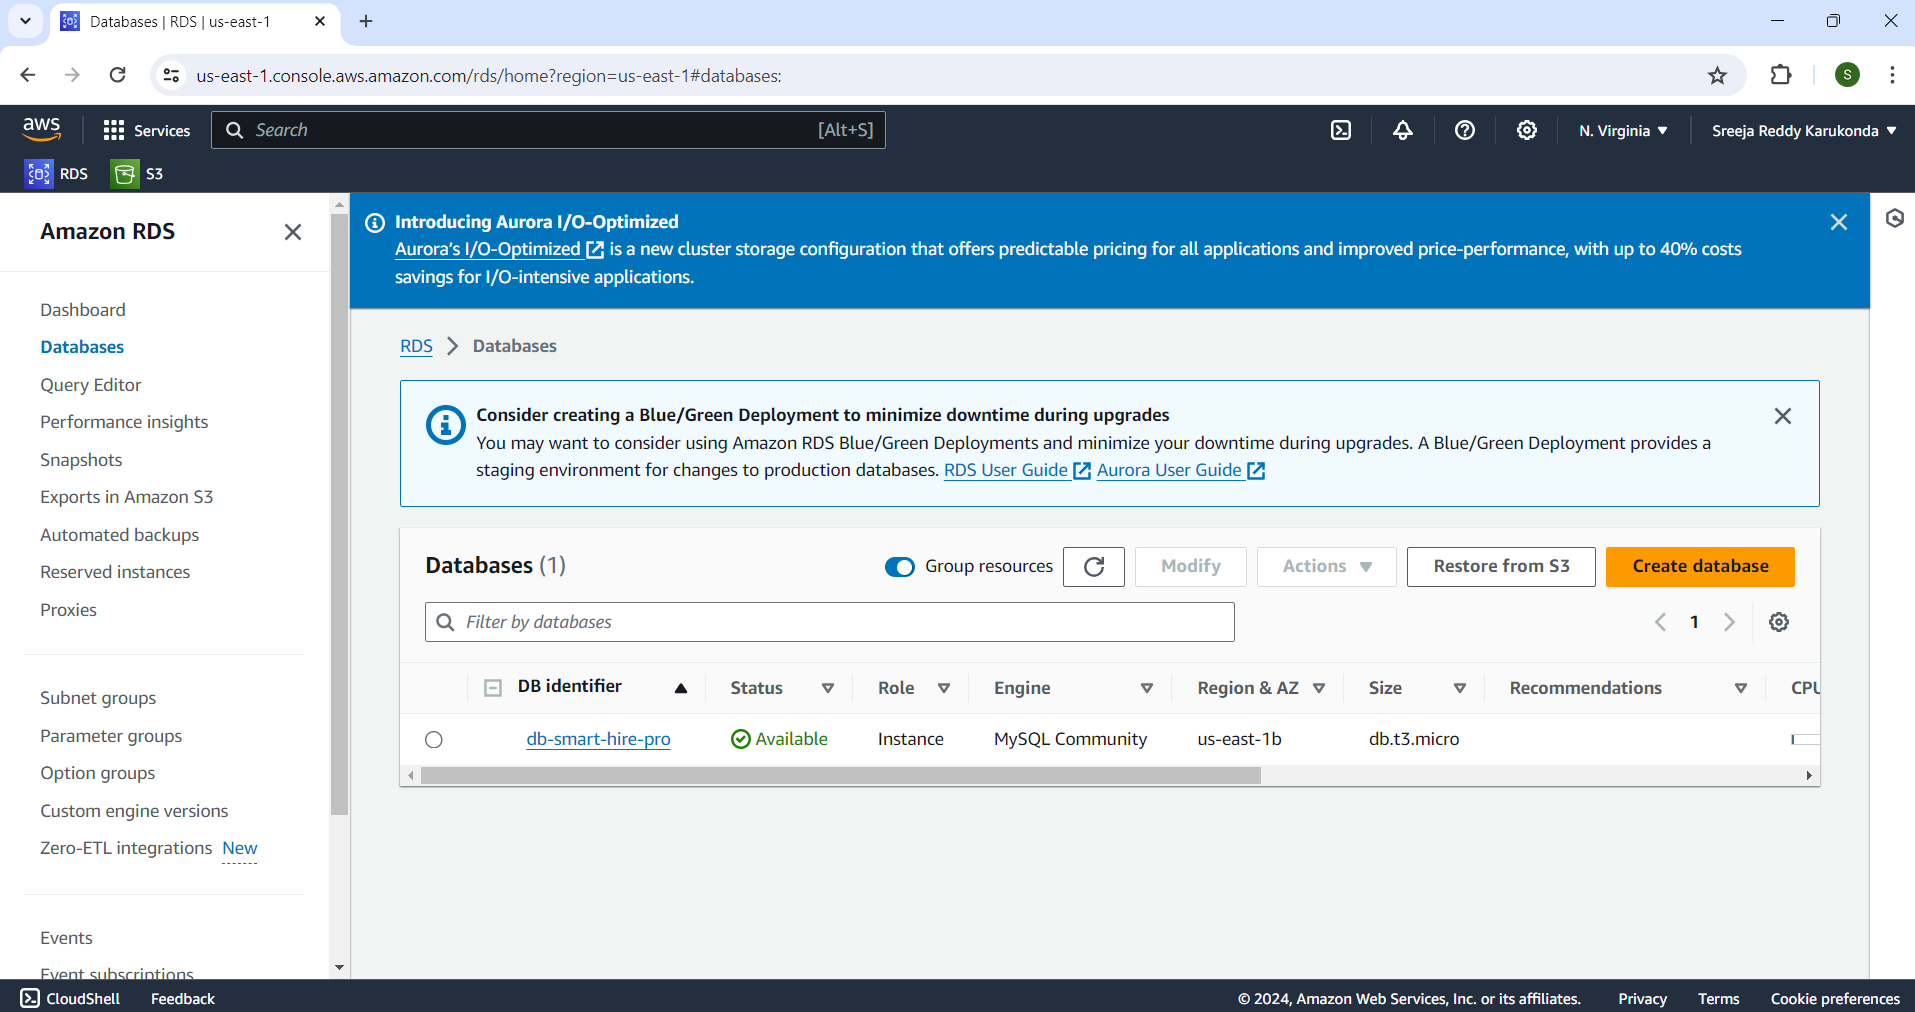 Databases | RDS | us-east-1
us-east-1.console.aws.amazon.com/rds/home?region=us-east-1#databases:
S
aws
Services
Search
[Alt+S]
N. Virginia
Sreeja Reddy Karukonda
RDS
S3
Amazon RDS
Dashboard
Databases
Query Editor
Performance insights
Snapshots
Exports in Amazon S3
Automated backups
Reserved instances
Proxies
Subnet groups
Parameter groups
Option groups
Custom engine versions
Zero-ETL integrations New
Events
Event subscriptions
Introducing Aurora I/O-Optimized
Aurora's I/O-Optimized is a new cluster storage configuration that offers predictable pricing for all applications and improved price-performance, with up to 40% costs
savings for I/O-intensive applications.
RDS > Databases
Consider creating a Blue/Green Deployment to minimize downtime during upgrades
You may want to consider using Amazon RDS Blue/Green Deployments and minimize your downtime during upgrades. A Blue/Green Deployment provides a
staging environment for changes to production databases. RDS User Guide Aurora User Guide
Databases (1)
Group resources
Modify
Actions
Restore from S3
Create database
Filter by databases
1
DB identifier Status Role Engine Region & AZ Size Recommendations CPU
db-smart-hire-pro Available Instance MySQL Community us-east-1b db.t3.micro
CloudShell Feedback © 2024, Amazon Web Services, Inc. or its affiliates. Privacy Terms Cookie preferences